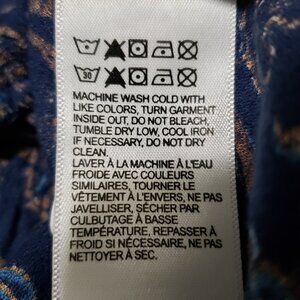 30
MACHINE WASH COLD WITH
LIKE COLORS, TURN GARMENT
INSIDE OUT, DO NOT BLEACH,
TUMBLE DRY LOW, COOL IRON
IF NECESSARY, DO NOT DRY
CLEAN.
LAVER À LA MACHINE À L'EAU
FROIDE AVEC COULEURS
SIMILAIRES, TOURNER LE
VÊTEMENT À L'ENVERS, NE PAS
JAVELLISER, SÉCHER PAR
CULBUTAGE À BASSE
TEMPÉRATURE, REPASSER À
FROID SI NÉCESSAIRE, NE PAS
NETTOYER À SEC.